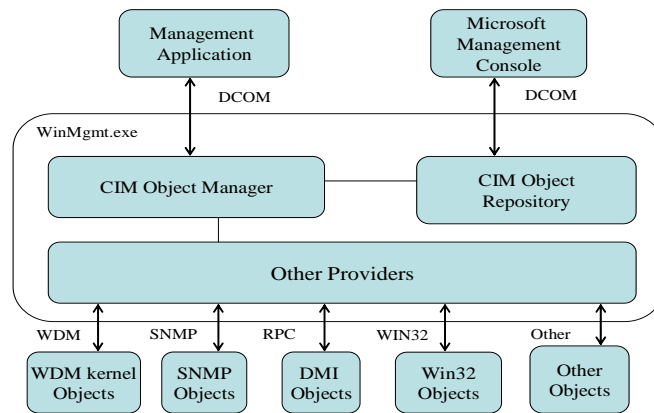 Management
Application
Microsoft
Management
Console
DCOM
DCOM
WinMgmt.exe
CIM Object Manager
CIM Object
Repository
Other Providers
WDM
SNMP
RPC
WIN32
Other
WDM kernel
Objects
SNMP
Objects
DMI
Objects
Win32
Objects
Other
Objects